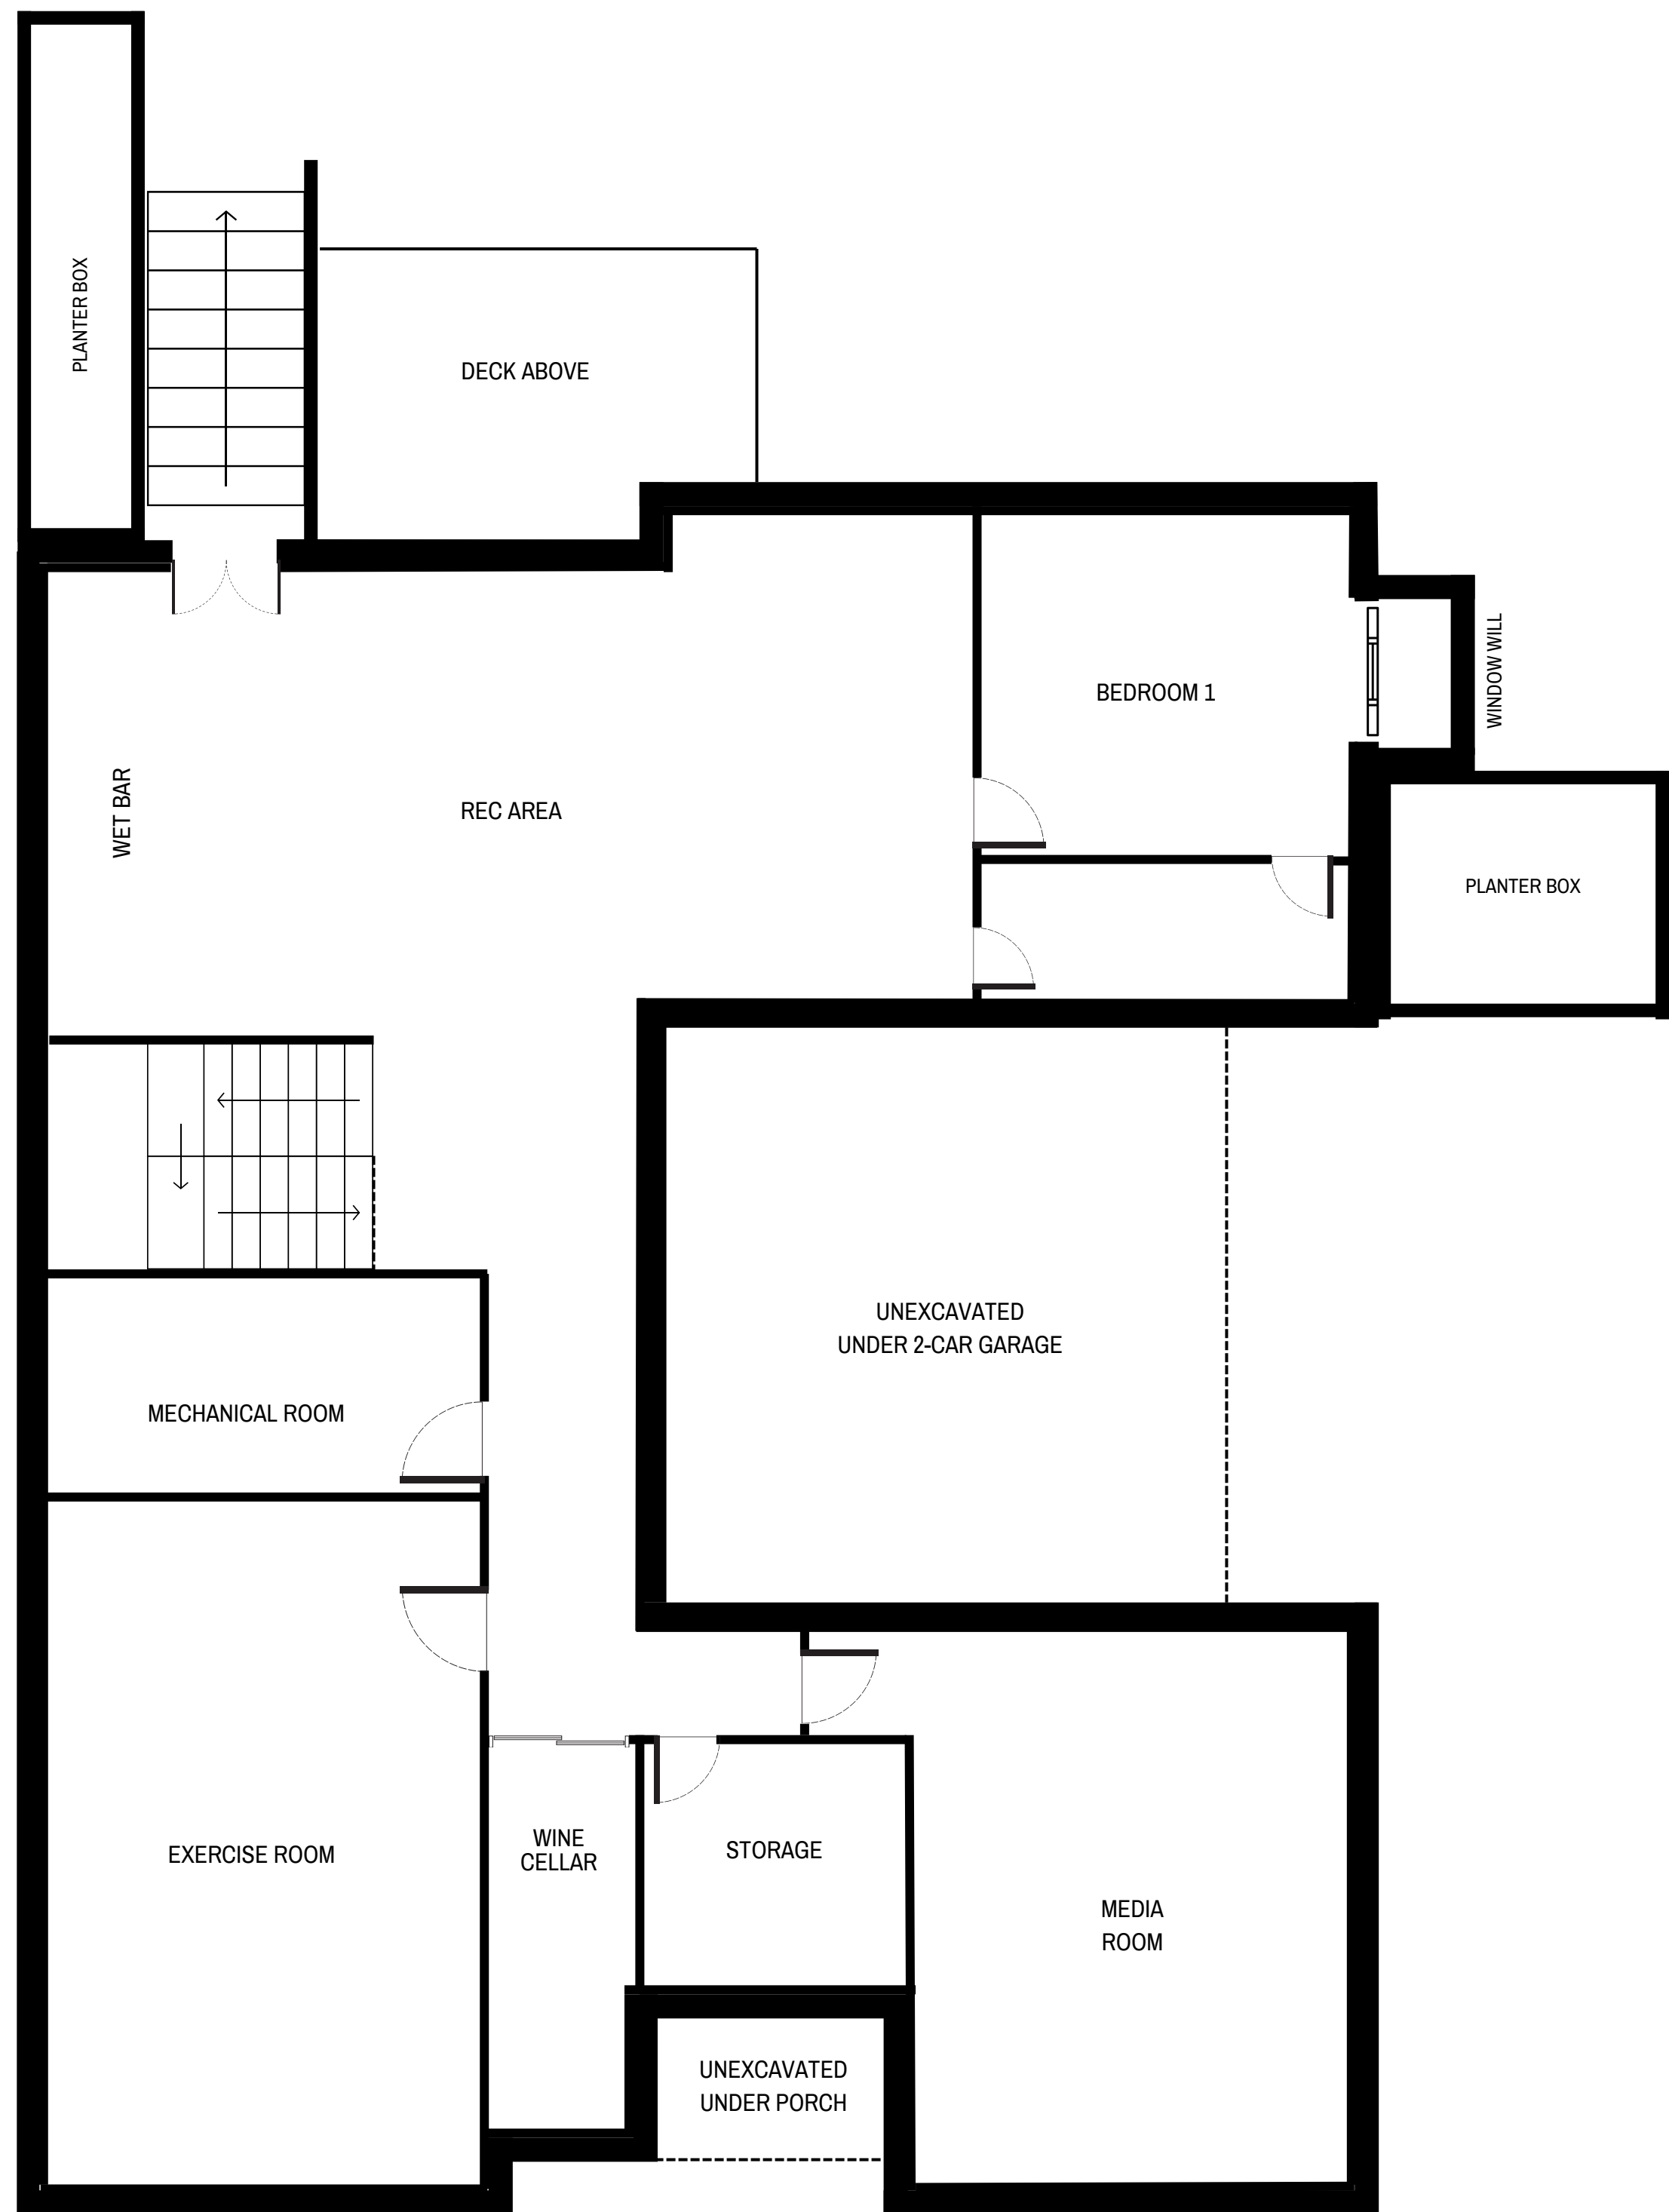 PLANTER BOX
DECK ABOVE
BEDROOM 1
WINDOW WILL
WET BAR
REC AREA
PLANTER BOX
UNEXCAVATED
UNDER 2-CAR GARAGE
MECHANICAL ROOM
EXERCISE ROOM
WINE
CELLAR
STORAGE
MEDIA
ROOM
UNEXCAVATED
UNDER PORCH